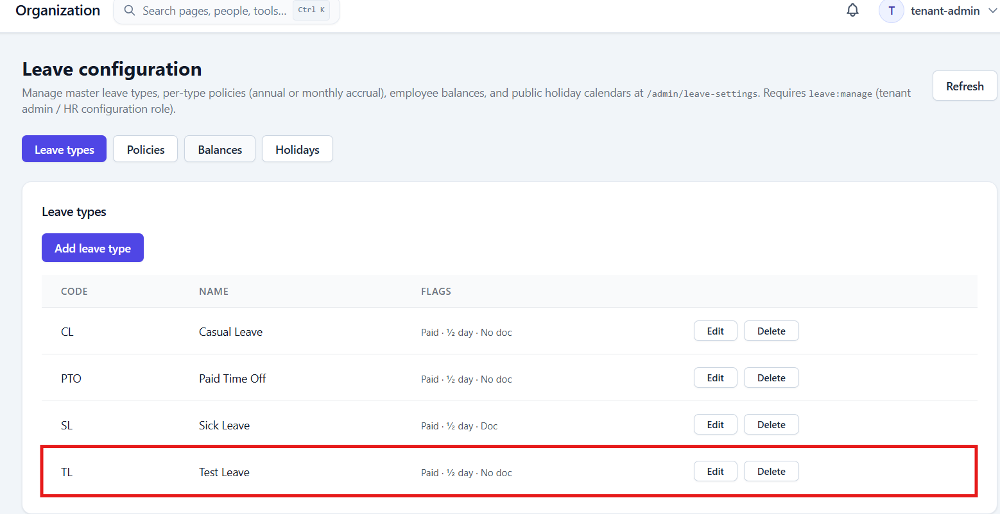 Organization
Search pages, people, tools... Ctrl K
T tenant-admin
Leave configuration
Manage master leave types, per-type policies (annual or monthly accrual), employee balances, and public holiday calendars at /admin/leave-settings. Requires leave:manage (tenant
admin / HR configuration role).
Refresh
Leave types Policies Balances Holidays
Leave types
Add leave type
CODE NAME FLAGS
CL Casual Leave Paid · ½ day · No doc Edit Delete
PTO Paid Time Off Paid · ½ day · No doc Edit Delete
SL Sick Leave Paid · ½ day · Doc Edit Delete
TL Test Leave Paid · ½ day · No doc Edit Delete